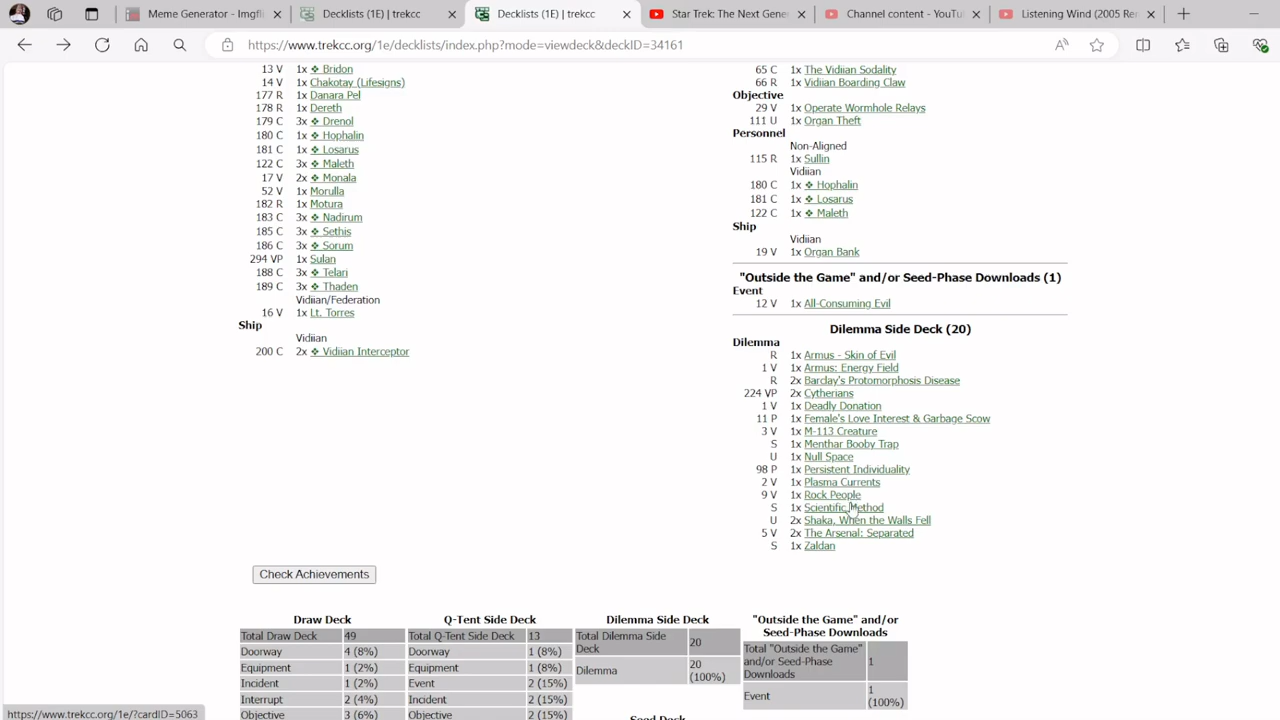 Meme Generator - Imgfli
Decklists (1E) | trekcc
Decklists (1E) | trekcc
Star Trek: The Next Gene
Channel content - YouTu
Listening Wind (2005 Re
https://www.trekcc.org/1e/decklists/index.php?mode=viewdeck&deckID=34161
13 V 1x ❖ Bridon
14 V 1x Chakotay (Lifesigns)
177 R 1x Danara Pel
178 R 1x Dereth
179 C 3x ❖ Drenol
180 C 1x ❖ Hophalin
181 C 1x ❖ Losarus
122 C 3x ❖ Maleth
17 V 2x ❖ Monala
52 V 1x Morulla
182 R 1x Motura
183 C 3x ❖ Nadirum
185 C 3x ❖ Sethis
186 C 3x ❖ Sorum
294 VP 1x Sulan
188 C 3x ❖ Telari
189 C 3x ❖ Thaden
Vidiian/Federation
16 V 1x Lt. Torres
Ship
Vidiian
200 C 2x ❖ Vidiian Interceptor
65 C 1x The Vidiian Sodality
66 R 1x Vidiian Boarding Claw
Objective
29 V 1x Operate Wormhole Relays
111 U 1x Organ Theft
Personnel
Non-Aligned
115 R 1x Sullin
Vidiian
180 C 1x ❖ Hophalin
181 C 1x ❖ Losarus
122 C 1x ❖ Maleth
Ship
Vidiian
19 V 1x Organ Bank
"Outside the Game" and/or Seed-Phase Downloads (1)
Event
12 V 1x All-Consuming Evil
Dilemma Side Deck (20)
Dilemma
R 1x Armus - Skin of Evil
1 V 1x Armus: Energy Field
R 2x Barclay's Protomorphosis Disease
224 VP 2x Cytherians
1 V 1x Deadly Donation
11 P 1x Female's Love Interest & Garbage Scow
3 V 1x M-113 Creature
S 1x Menthar Booby Trap
U 1x Null Space
98 P 1x Persistent Individuality
2 V 1x Plasma Currents
9 V 1x Rock People
S 1x Scientific Method
U 2x Shaka, When the Walls Fell
5 V 2x The Arsenal: Separated
S 1x Zaldan
Check Achievements
Draw Deck
Total Draw Deck 49
Doorway 4 (8%)
Equipment 1 (2%)
Incident 1 (2%)
Interrupt 2 (4%)
Objective 3 (6%)
Q-Tent Side Deck
Total Q-Tent Side Deck 13
Doorway 1 (8%)
Equipment 1 (8%)
Event 2 (15%)
Incident 2 (15%)
Objective 2 (15%)
Dilemma Side Deck
Total Dilemma Side Deck 20
Dilemma 20 (100%)
Seed Deck
"Outside the Game" and/or
Seed-Phase Downloads
Total "Outside the Game" and/or Seed-Phase Downloads 1
Event 1 (100%)
https://www.trekcc.org/1e/?cardID=5063